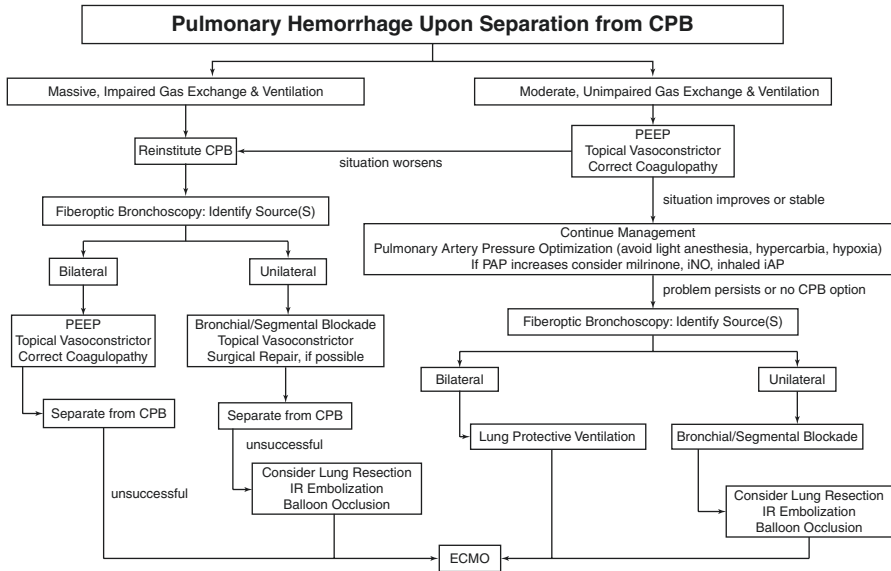 Pulmonary Hemorrhage Upon Separation from CPB
Massive, Impaired Gas Exchange & Ventilation
Moderate, Unimpaired Gas Exchange & Ventilation
Reinstitute CPB
situation worsens
PEEP
Topical Vasoconstrictor
Correct Coagulopathy
situation improves or stable
Fiberoptic Bronchoscopy: Identify Source(S)
Continue Management
Pulmonary Artery Pressure Optimization (avoid light anesthesia, hypercarbia, hypoxia)
If PAP increases consider milrinone, iNO, inhaled iAP
Bilateral
Unilateral
problem persists or no CPB option
PEEP
Topical Vasoconstrictor
Correct Coagulopathy
Bronchial/Segmental Blockade
Topical Vasoconstrictor
Surgical Repair, if possible
Fiberoptic Bronchoscopy: Identify Source(S)
Bilateral
Unilateral
Separate from CPB
Separate from CPB
Lung Protective Ventilation
Bronchial/Segmental Blockade
unsuccessful
unsuccessful
Consider Lung Resection
IR Embolization
Balloon Occlusion
Consider Lung Resection
IR Embolization
Balloon Occlusion
ECMO